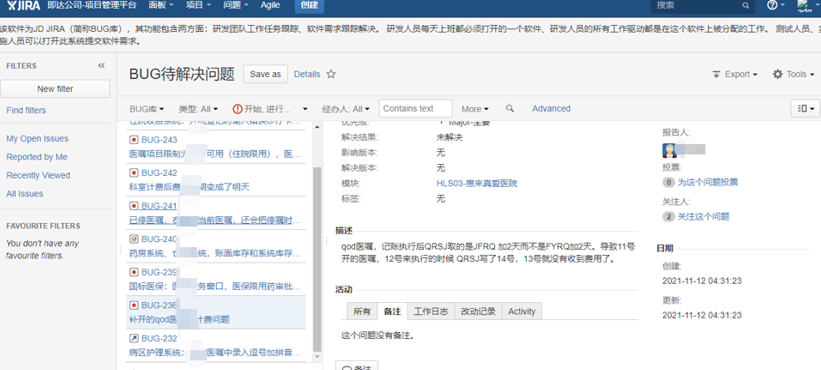 JIRA 即达公司-项目管理平台 面板 项目 问题 Agile 创建 搜索
该软件为JD JIRA（简称BUG库），其功能包含两方面：研发团队工作任务跟踪、软件需求跟踪解决。 研发人员每天上班都必须打开的一个软件、研发人员的所有工作驱动都是在这个软件上被分配的工作。 测试人员、
施人员可以打开此系统提交软件需求。
FILTERS
New filter
Find filters
My Open Issues
Reported by Me
Recently Viewed
All Issues
FAVOURITE FILTERS
You don't have any
favourite filters.
BUG待解决问题 Save as Details
Export Tools
BUG库 类型: All 开始, 进行... 经办人: All Contains text More Advanced
BUG-243
医嘱项目限制 可用（住院限用），医...
BUG-242
科室计费后费 期变成了明天
BUG-241
已停医嘱，右 当前医嘱，还会把停嘱时...
BUG-240
药房系统、 系统，账面库存和系统库存...
BUG-239
国标医保：医 务窗口，医保限用药审批...
BUG-236
补开的qod医 计费问题
BUG-232
病区护理系统： 医嘱中录入逗号加拼音...
优先级: Major-主要
解决结果: 未解决
影响版本: 无
解决版本: 无
模块: HLS03-惠来真爱医院
标签: 无
描述
qod医嘱，记账执行后QRSJ取的是JFRQ 加2天而不是FYRQ加2天。导致11号
开的医嘱，12号来执行的时候 QRSJ写了14号，13号就没有收到费用了。
活动
所有 备注 工作日志 改动记录 Activity
这个问题没有备注。
备注
报告人:
投票:
0 为这个问题投票
关注人:
2 关注这个问题
日期
创建:
2021-11-12 04:31:23
更新:
2021-11-12 04:31:23